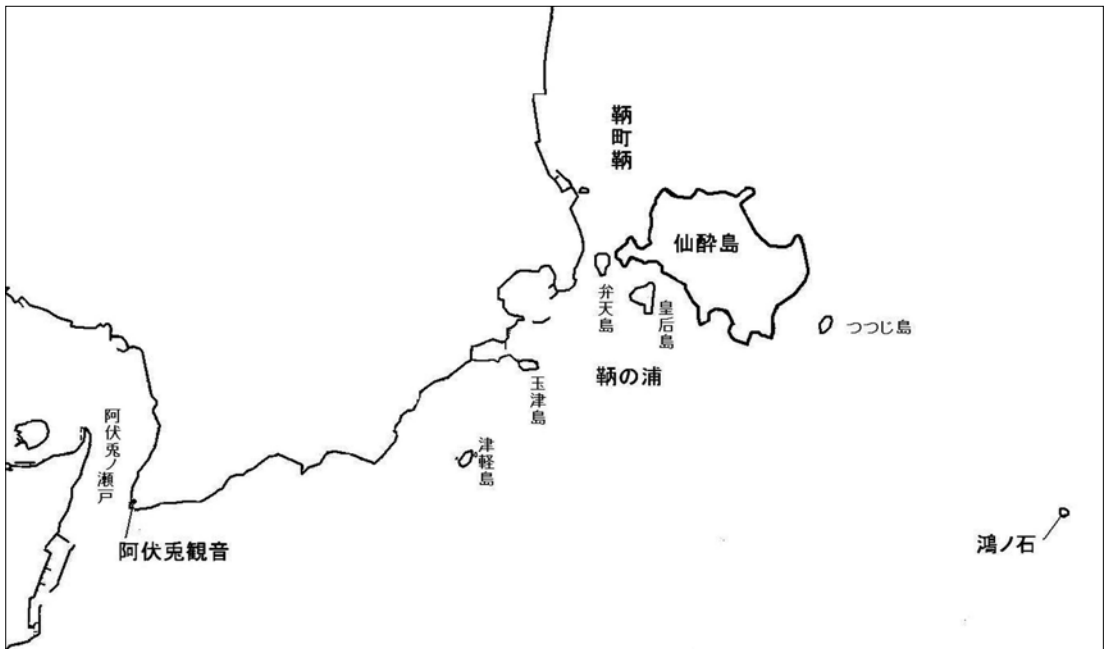 鞆町鞆
仙酔島
弁天島
皇后島
つつじ島
鞆の浦
玉津島
津軽島
阿伏兎ノ瀬戸
阿伏兎観音
鴻ノ石